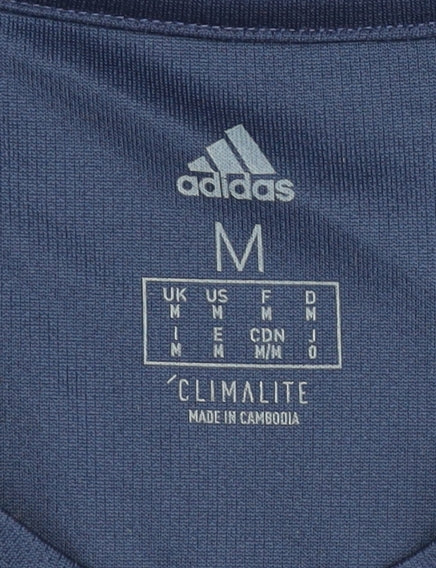 adidas
M
UK US F D
M M M M
I E CDN J
M M M/M O
CLIMALITE
MADE IN CAMBODIA